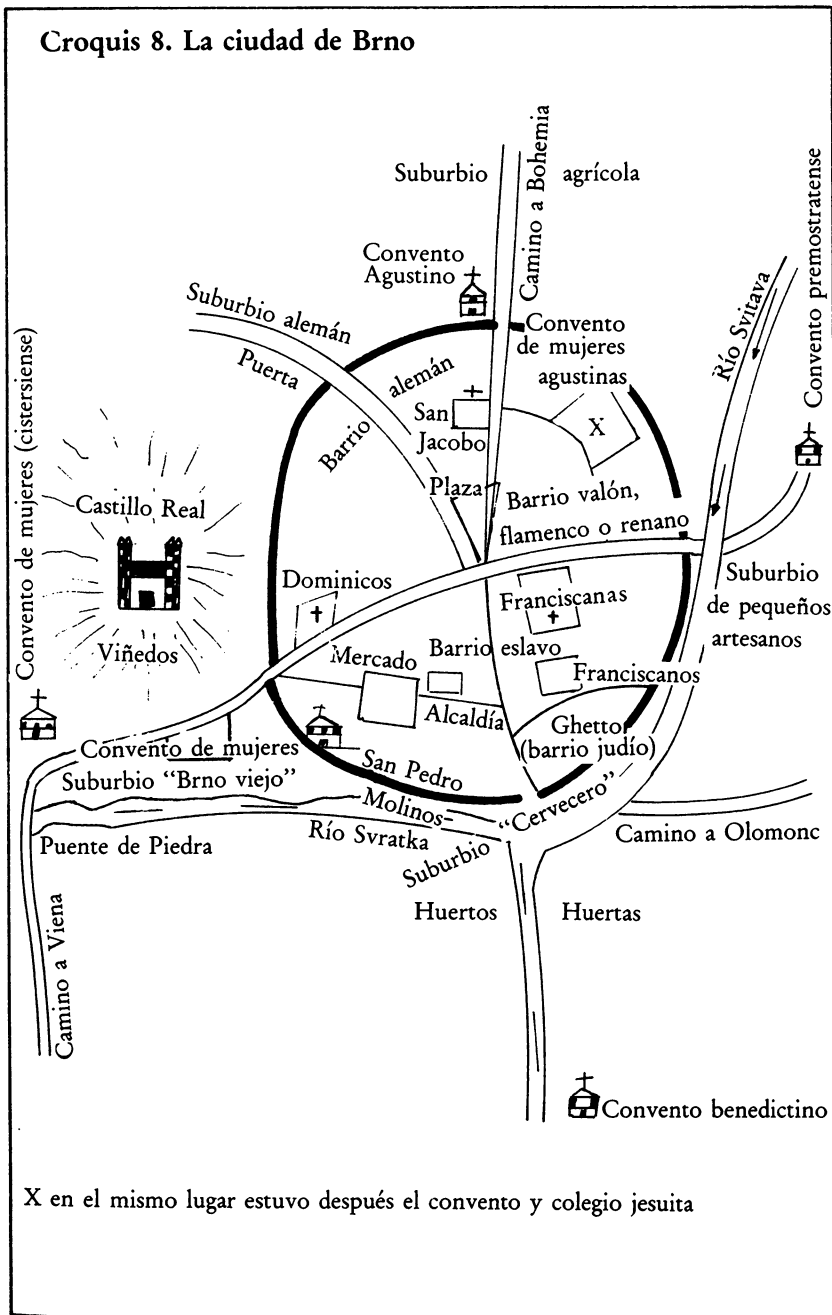 Croquis 8. La ciudad de Brno
Suburbio agrícola
Camino a Bohemia
Convento premostratense
Convento
Agustino
Río Svitava
Suburbio alemán
Puerta
Convento
de mujeres
agustinas
Barrio alemán
San
Jacobo
X
Convento de mujeres (cistersiense)
Plaza
Barrio valón,
flamenco o renano
Castillo Real
Viñedos
Dominicos
Franciscanas
Suburbio
de pequeños
artesanos
Mercado
Barrio eslavo
Franciscanos
Alcaldía
Ghetto
(barrio judío)
Convento de mujeres
San Pedro
Suburbio "Brno viejo"
Molinos-
Puente de Piedra
Río Svratka
Suburbio "Cervecero"
Camino a Olomonc
Huertos
Huertas
Camino a Viena
Convento benedictino
X en el mismo lugar estuvo después el convento y colegio jesuita